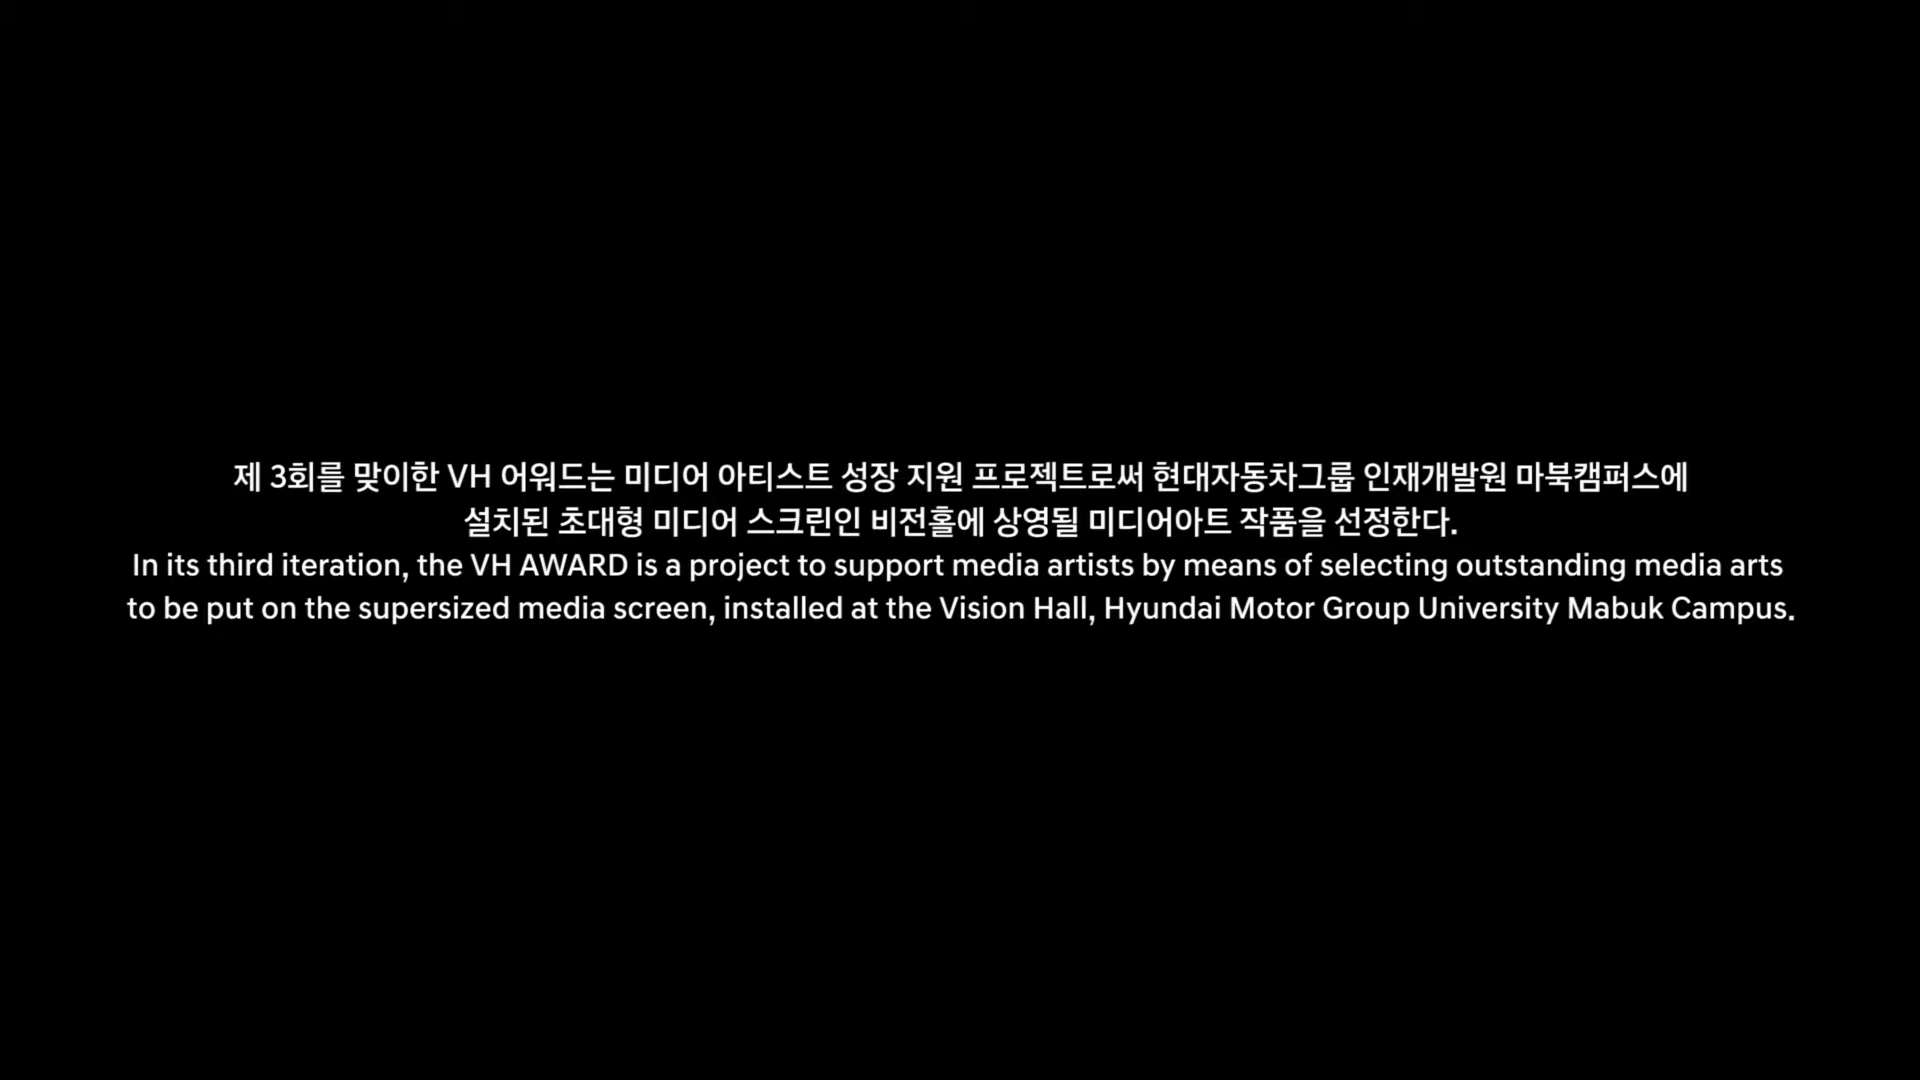 제 3회를 맞이한 VH 어워드는 미디어 아티스트 성장 지원 프로젝트로써 현대자동차그룹 인재개발원 마북캠퍼스에
설치된 초대형 미디어 스크린인 비전홀에 상영될 미디어아트 작품을 선정한다.
In its third iteration, the VH AWARD is a project to support media artists by means of selecting outstanding media arts
to be put on the supersized media screen, installed at the Vision Hall, Hyundai Motor Group University Mabuk Campus.